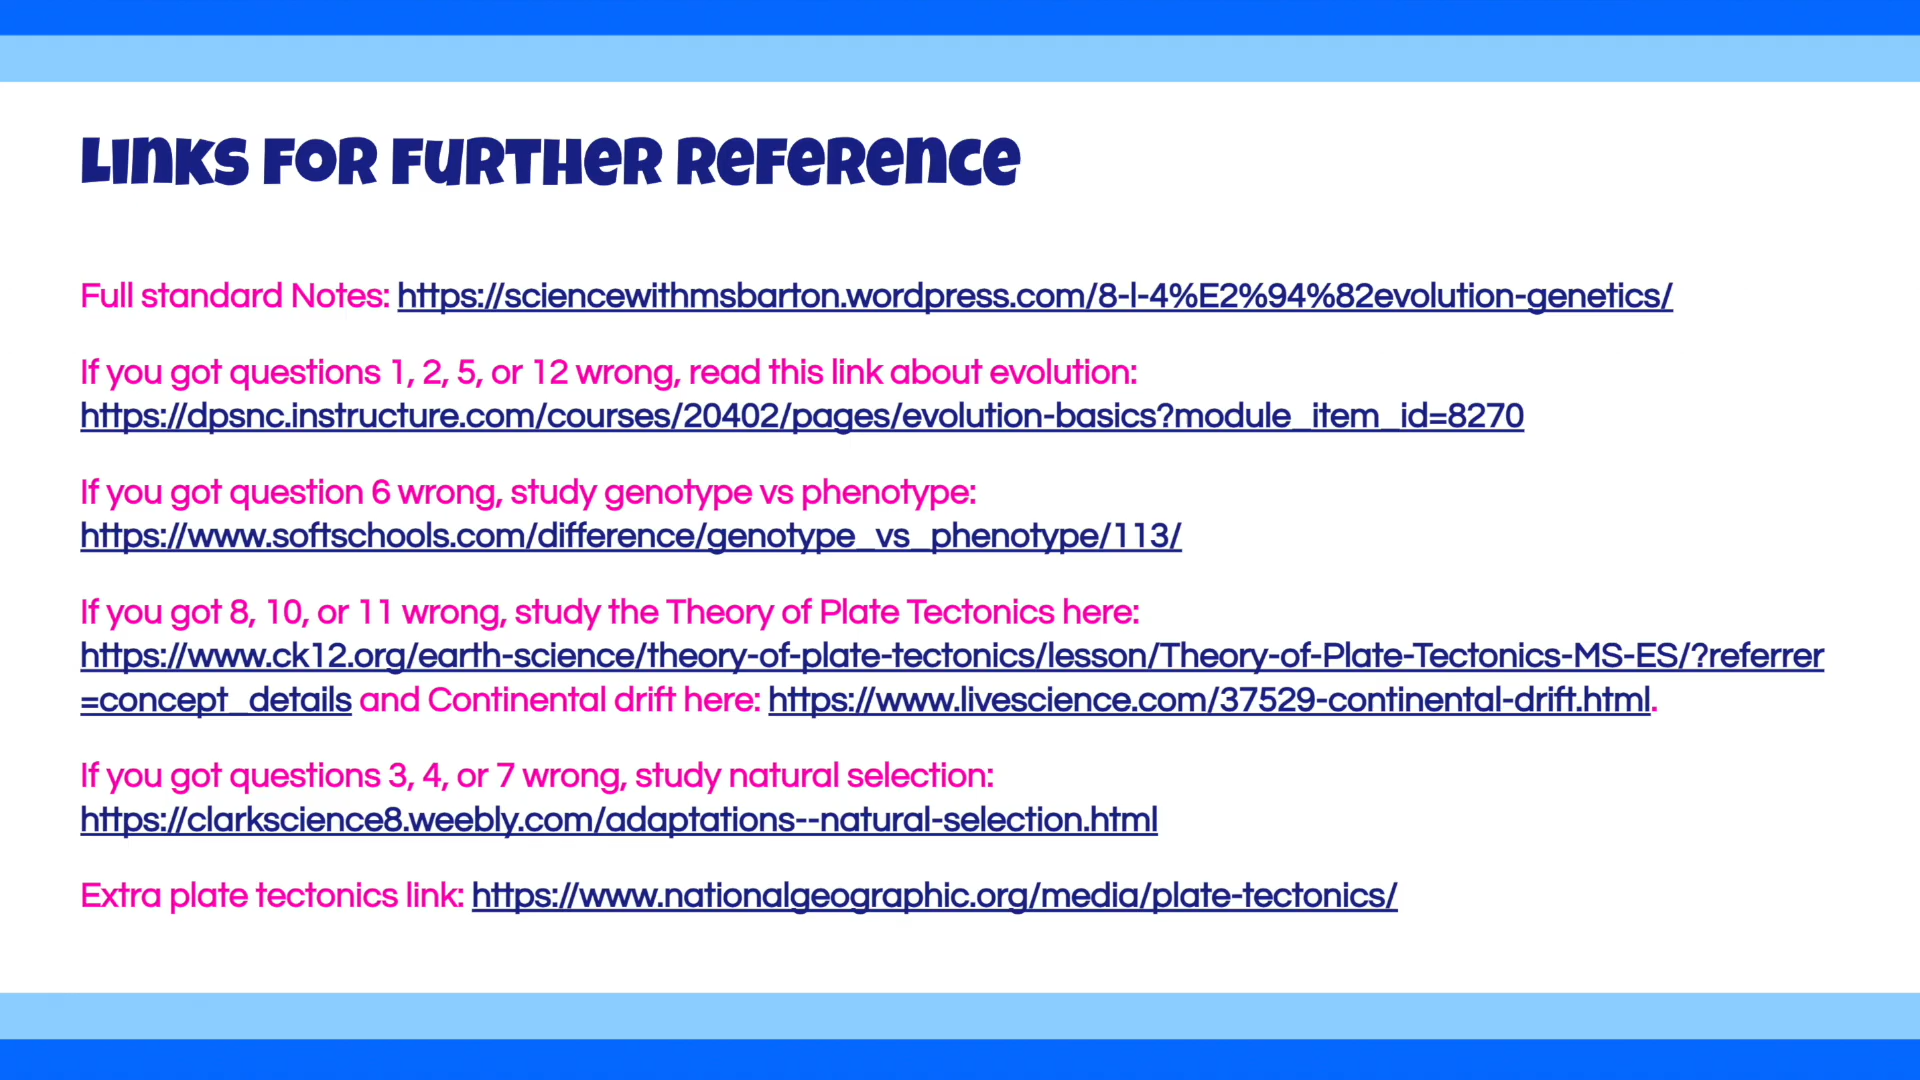 Links for Further Reference
Full standard Notes: https://sciencewithmsbarton.wordpress.com/8-l-4%E2%94%82evolution-genetics/
If you got questions 1, 2, 5, or 12 wrong, read this link about evolution:
https://dpsnc.instructure.com/courses/20402/pages/evolution-basics?module_item_id=8270
If you got question 6 wrong, study genotype vs phenotype:
https://www.softschools.com/difference/genotype_vs_phenotype/113/
If you got 8, 10, or 11 wrong, study the Theory of Plate Tectonics here:
https://www.ck12.org/earth-science/theory-of-plate-tectonics/lesson/Theory-of-Plate-Tectonics-MS-ES/?referrer
=concept_details and Continental drift here: https://www.livescience.com/37529-continental-drift.html.
If you got questions 3, 4, or 7 wrong, study natural selection:
https://clarkscience8.weebly.com/adaptations--natural-selection.html
Extra plate tectonics link: https://www.nationalgeographic.org/media/plate-tectonics/